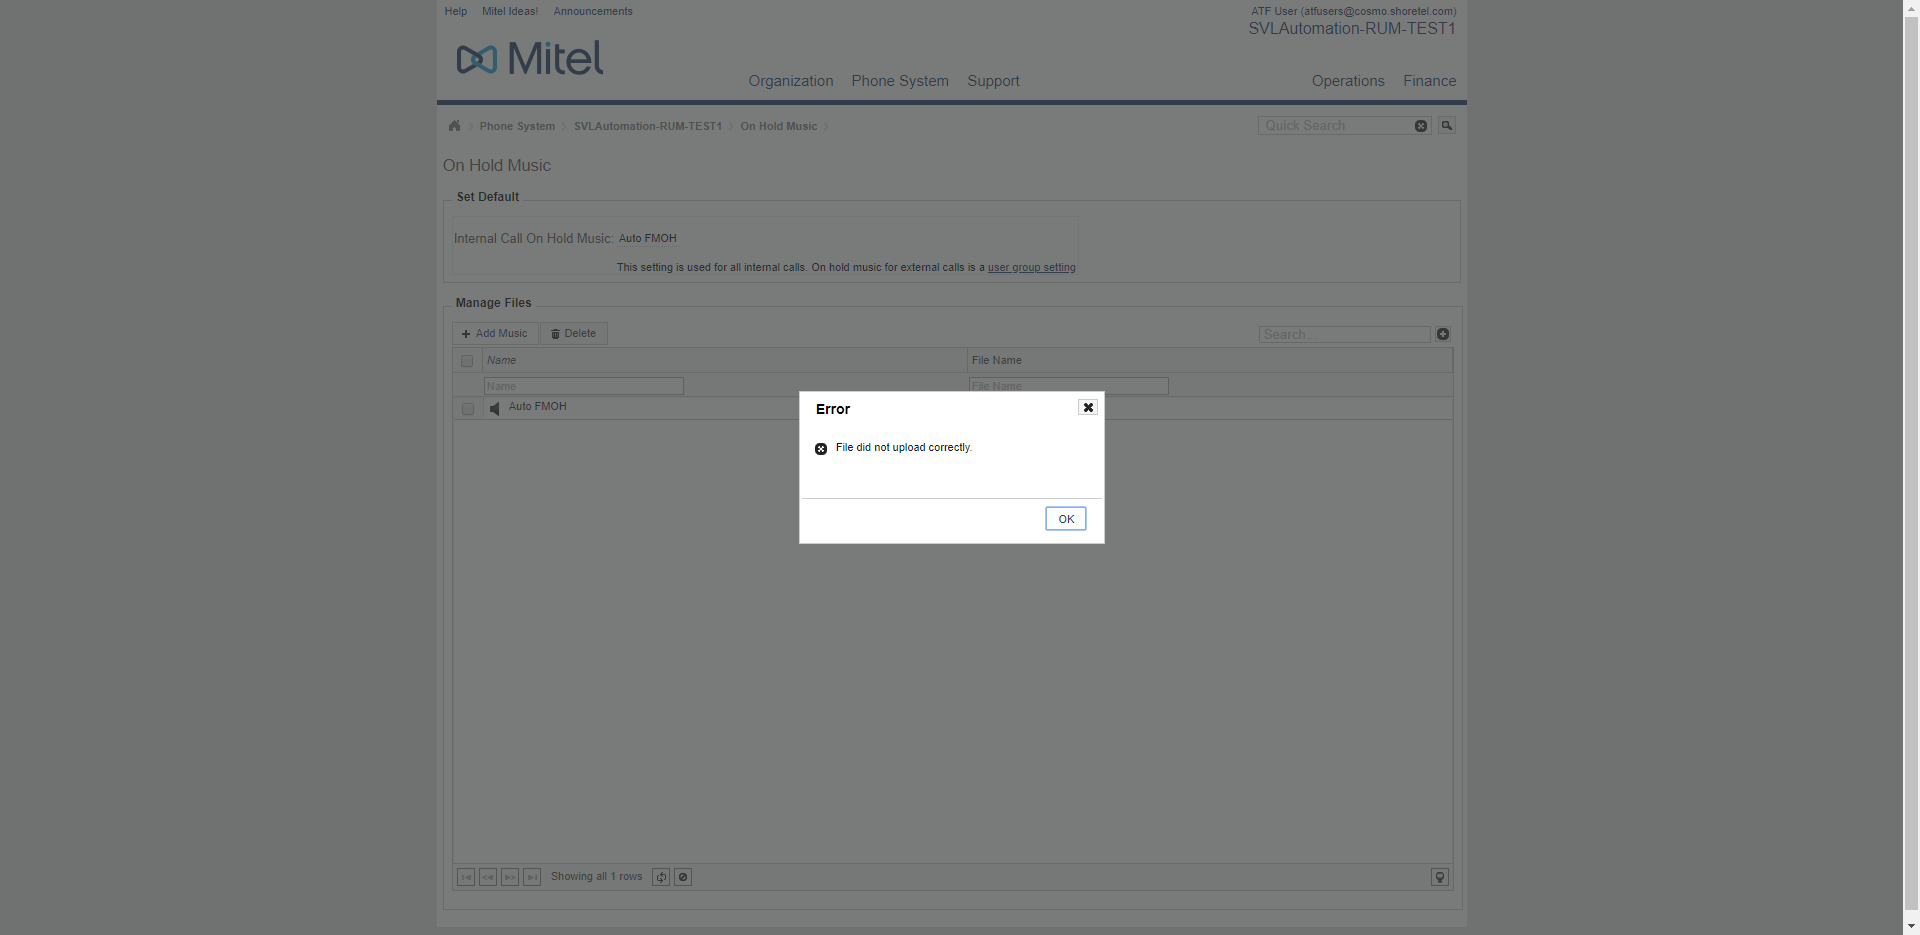 Help Mitel Ideas! Announcements
ATF User (atfusers@cosmo.shoretel.com)
SVLAutomation-RUM-TEST1
Mitel
Organization Phone System Support Operations Finance
Phone System SVLAutomation-RUM-TEST1 On Hold Music
Quick Search
On Hold Music
Set Default
Internal Call On Hold Music: Auto FMOH
This setting is used for all internal calls. On hold music for external calls is a user group setting
Manage Files
Add Music Delete
Search...
Name File Name
Name File Name
Auto FMOH
Error
File did not upload correctly.
OK
Showing all 1 rows